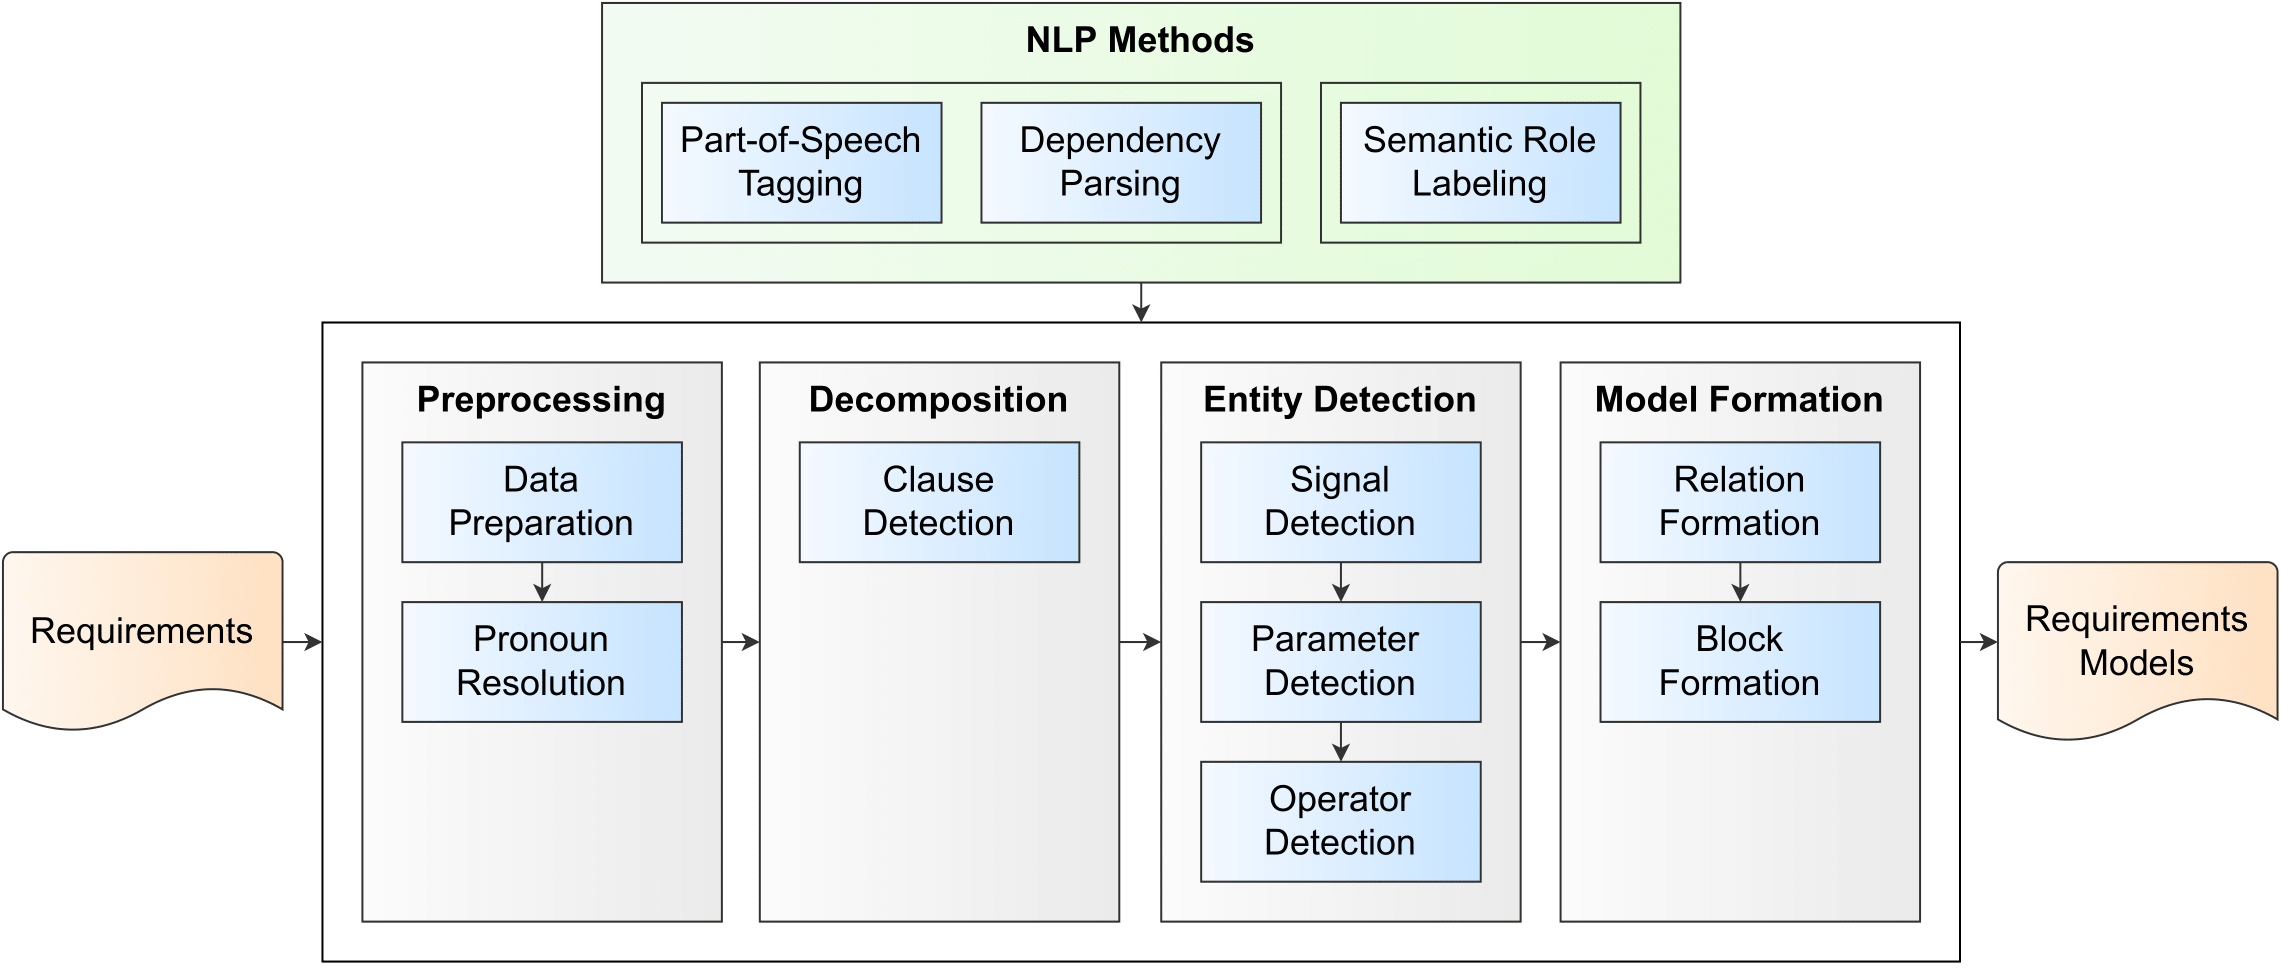 NLP Methods
Part-of-Speech
Tagging
Dependency
Parsing
Semantic Role
Labeling
Requirements
Preprocessing
Data
Preparation
Pronoun
Resolution
Decomposition
Clause
Detection
Entity Detection
Signal
Detection
Parameter
Detection
Operator
Detection
Model Formation
Relation
Formation
Block
Formation
Requirements
Models